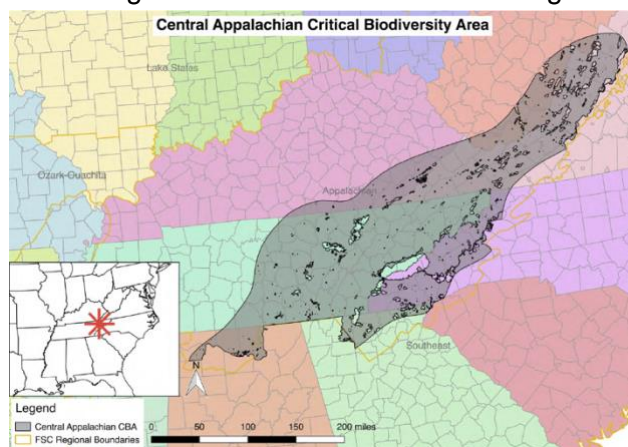 Central Appalachian Critical Biodiversity Area
Lake States
Ozark-Ouachita
Appalachian
Southeast
N
Legend
Central Appalachian CBA
FSC Regional Boundaries
0 50 100 150 200 miles